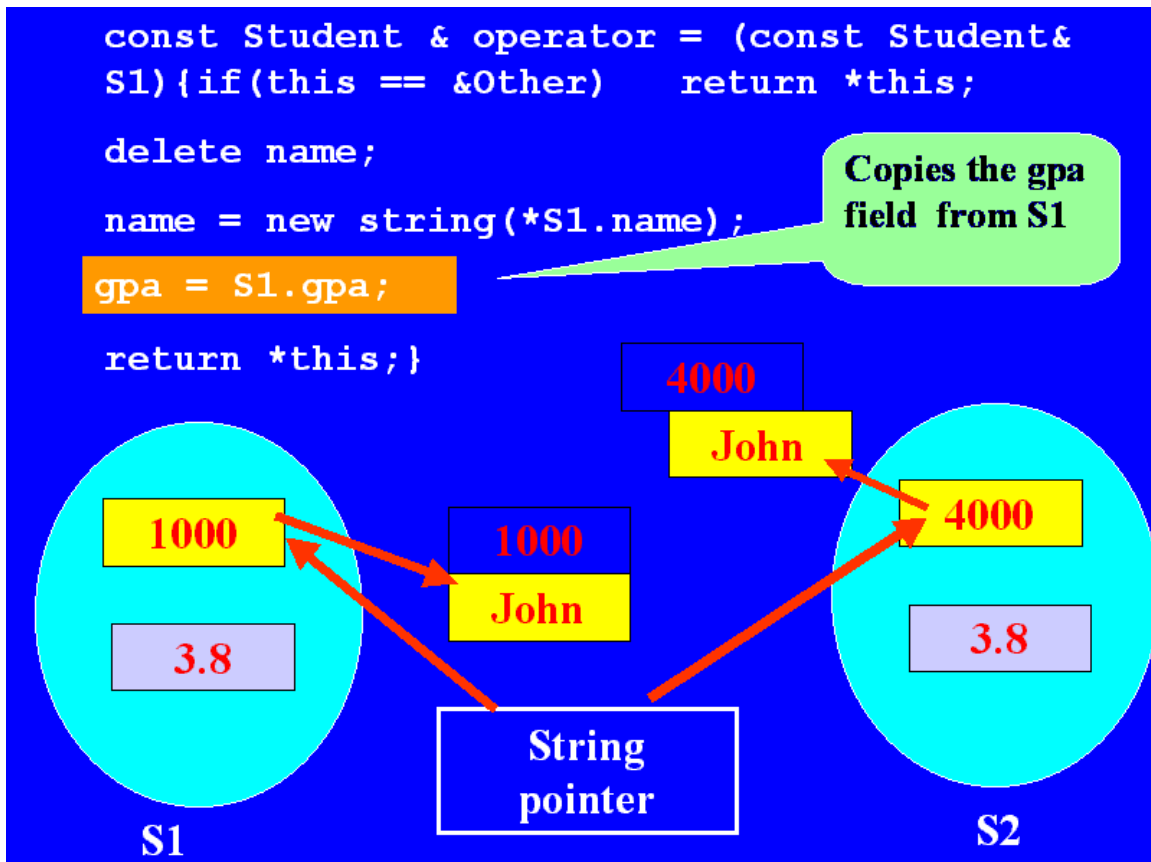 const Student & operator = (const Student&
S1){if(this == &Other)   return *this;
delete name;
Copies the gpa
field  from S1
name = new string(*S1.name);
gpa = S1.gpa;
return *this;}
4000
John
1000
4000
1000
John
3.8
3.8
String
pointer
S1
S2